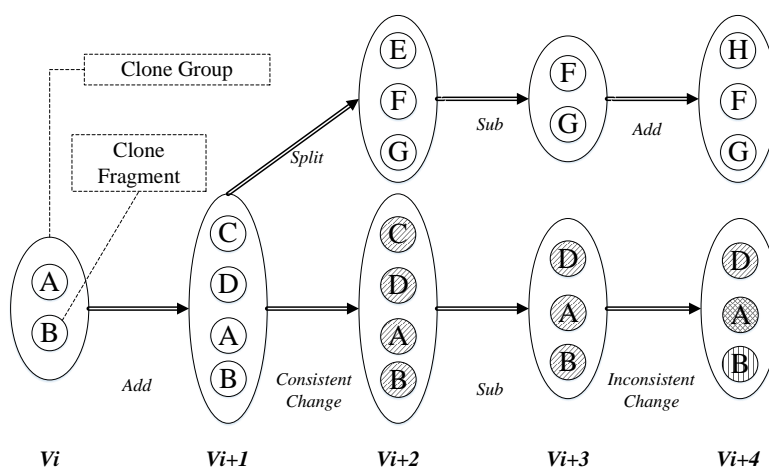 Clone Group
Clone
Fragment
E
F
G
Sub
F
G
Add
H
F
G
Split
A
B
Add
C
D
A
B
Consistent
Change
C
D
A
B
Sub
D
A
B
Inconsistent
Change
D
A
B
Vi
Vi+1
Vi+2
Vi+3
Vi+4